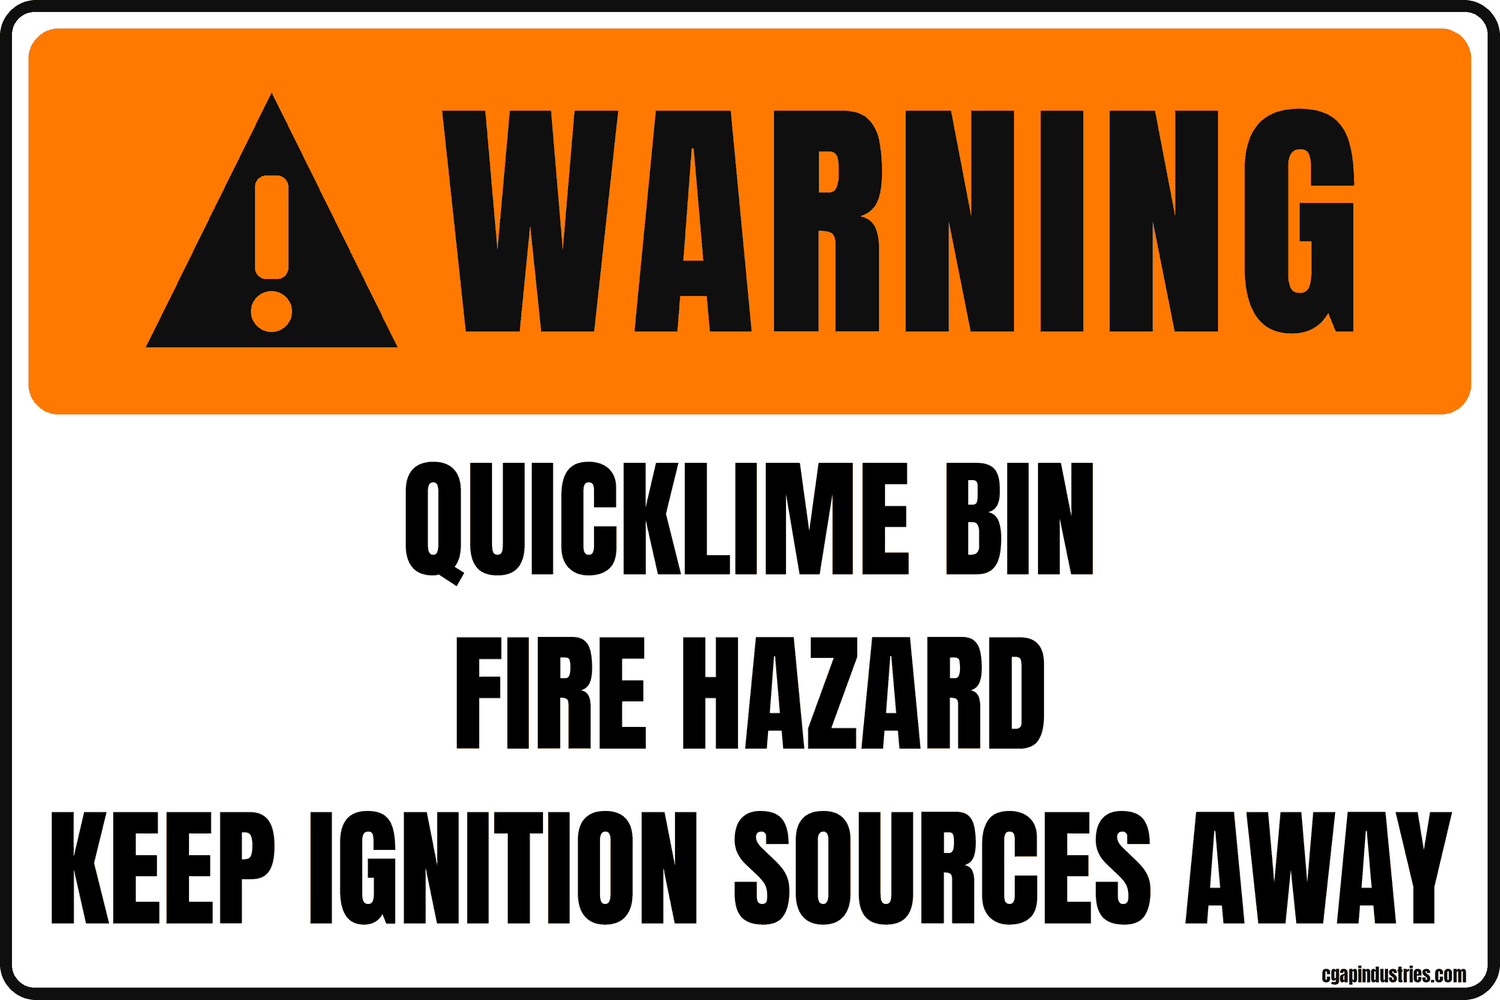 WARNING
QUICKLIME BIN
FIRE HAZARD
KEEP IGNITION SOURCES AWAY
cgapindustries.com